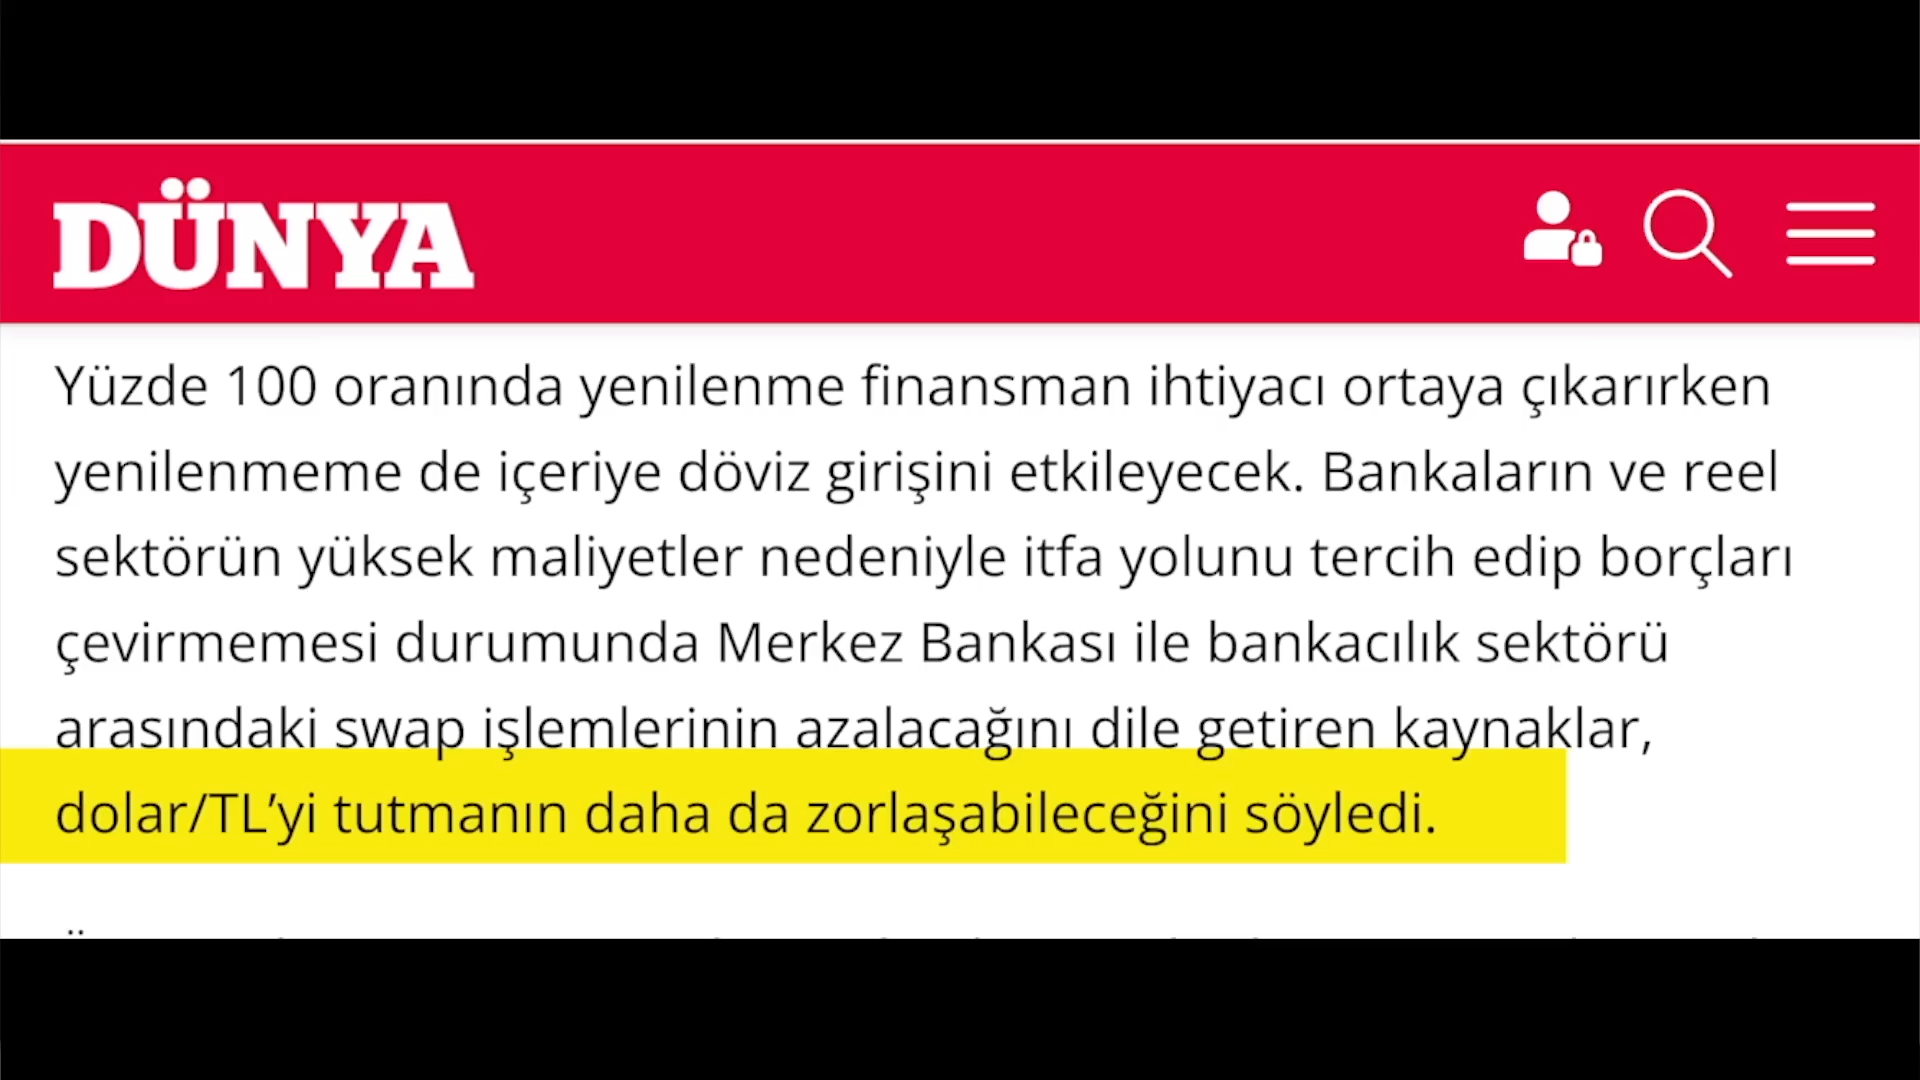 DÜNYA
Yüzde 100 oranında yenilenme finansman ihtiyacı ortaya çıkarırken
yenilenmeme de içeriye döviz girişini etkileyecek. Bankaların ve reel
sektörün yüksek maliyetler nedeniyle itfa yolunu tercih edip borçları
çevirmemesi durumunda Merkez Bankası ile bankacılık sektörü
arasındaki swap işlemlerinin azalacağını dile getiren kaynaklar,
dolar/TL’yi tutmanın daha da zorlaşabileceğini söyledi.